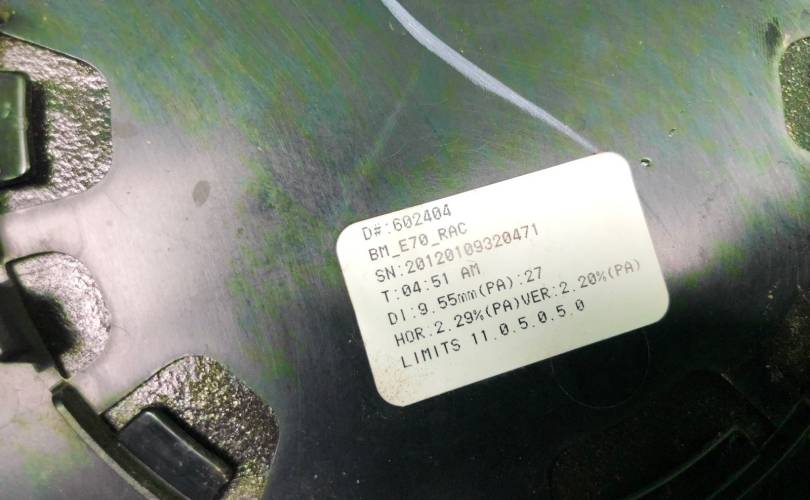 D#:602404
BM_E70_RAC
SN:20120109320471
T:04:51 AM
DI:9.55mm(PA):27
HOR:2.29%(PA)VER:2.20%(PA)
LIMITS 11.0.5.0.5.0